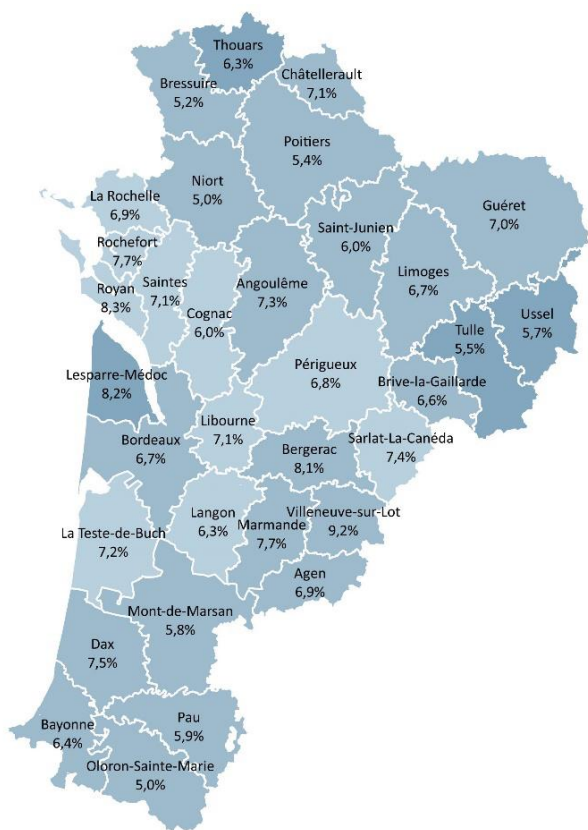 Thouars
6,3%
Châtellerault
7,1%
Bressuire
5,2%
Poitiers
5,4%
Niort
5,0%
La Rochelle
6,9%
Guéret
7,0%
Saint-Junien
6,0%
Rochefort
7,7%
Limoges
6,7%
Saintes
7,1%
Angoulême
7,3%
Royan
8,3%
Cognac
6,0%
Ussel
5,7%
Tulle
5,5%
Périgueux
6,8%
Lesparre-Médoc
8,2%
Brive-la-Gaillarde
6,6%
Libourne
7,1%
Bordeaux
6,7%
Sarlat-La-Canéda
7,4%
Bergerac
8,1%
Langon
6,3%
Villeneuve-sur-Lot
9,2%
Marmande
7,7%
La Teste-de-Buch
7,2%
Agen
6,9%
Mont-de-Marsan
5,8%
Dax
7,5%
Pau
5,9%
Bayonne
6,4%
Oloron-Sainte-Marie
5,0%